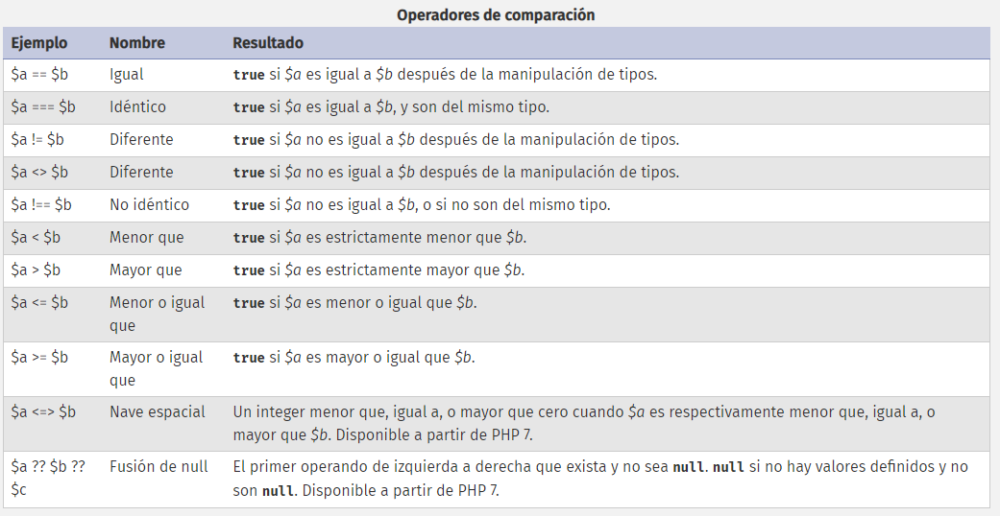 Operadores de comparación
Ejemplo Nombre Resultado
$a == $b Igual true si $a es igual a $b después de la manipulación de tipos.
$a === $b Idéntico true si $a es igual a $b, y son del mismo tipo.
$a != $b Diferente true si $a no es igual a $b después de la manipulación de tipos.
$a <> $b Diferente true si $a no es igual a $b después de la manipulación de tipos.
$a !== $b No idéntico true si $a no es igual a $b, o si no son del mismo tipo.
$a < $b Menor que true si $a es estrictamente menor que $b.
$a > $b Mayor que true si $a es estrictamente mayor que $b.
$a <= $b Menor o igual true si $a es menor o igual que $b.
que
$a >= $b Mayor o igual true si $a es mayor o igual que $b.
que
$a <=> $b Nave espacial Un integer menor que, igual a, o mayor que cero cuando $a es respectivamente menor que, igual a, o
mayor que $b. Disponible a partir de PHP 7.
$a ?? $b ?? Fusión de null El primer operando de izquierda a derecha que exista y no sea null. null si no hay valores definidos y no
$c son null. Disponible a partir de PHP 7.